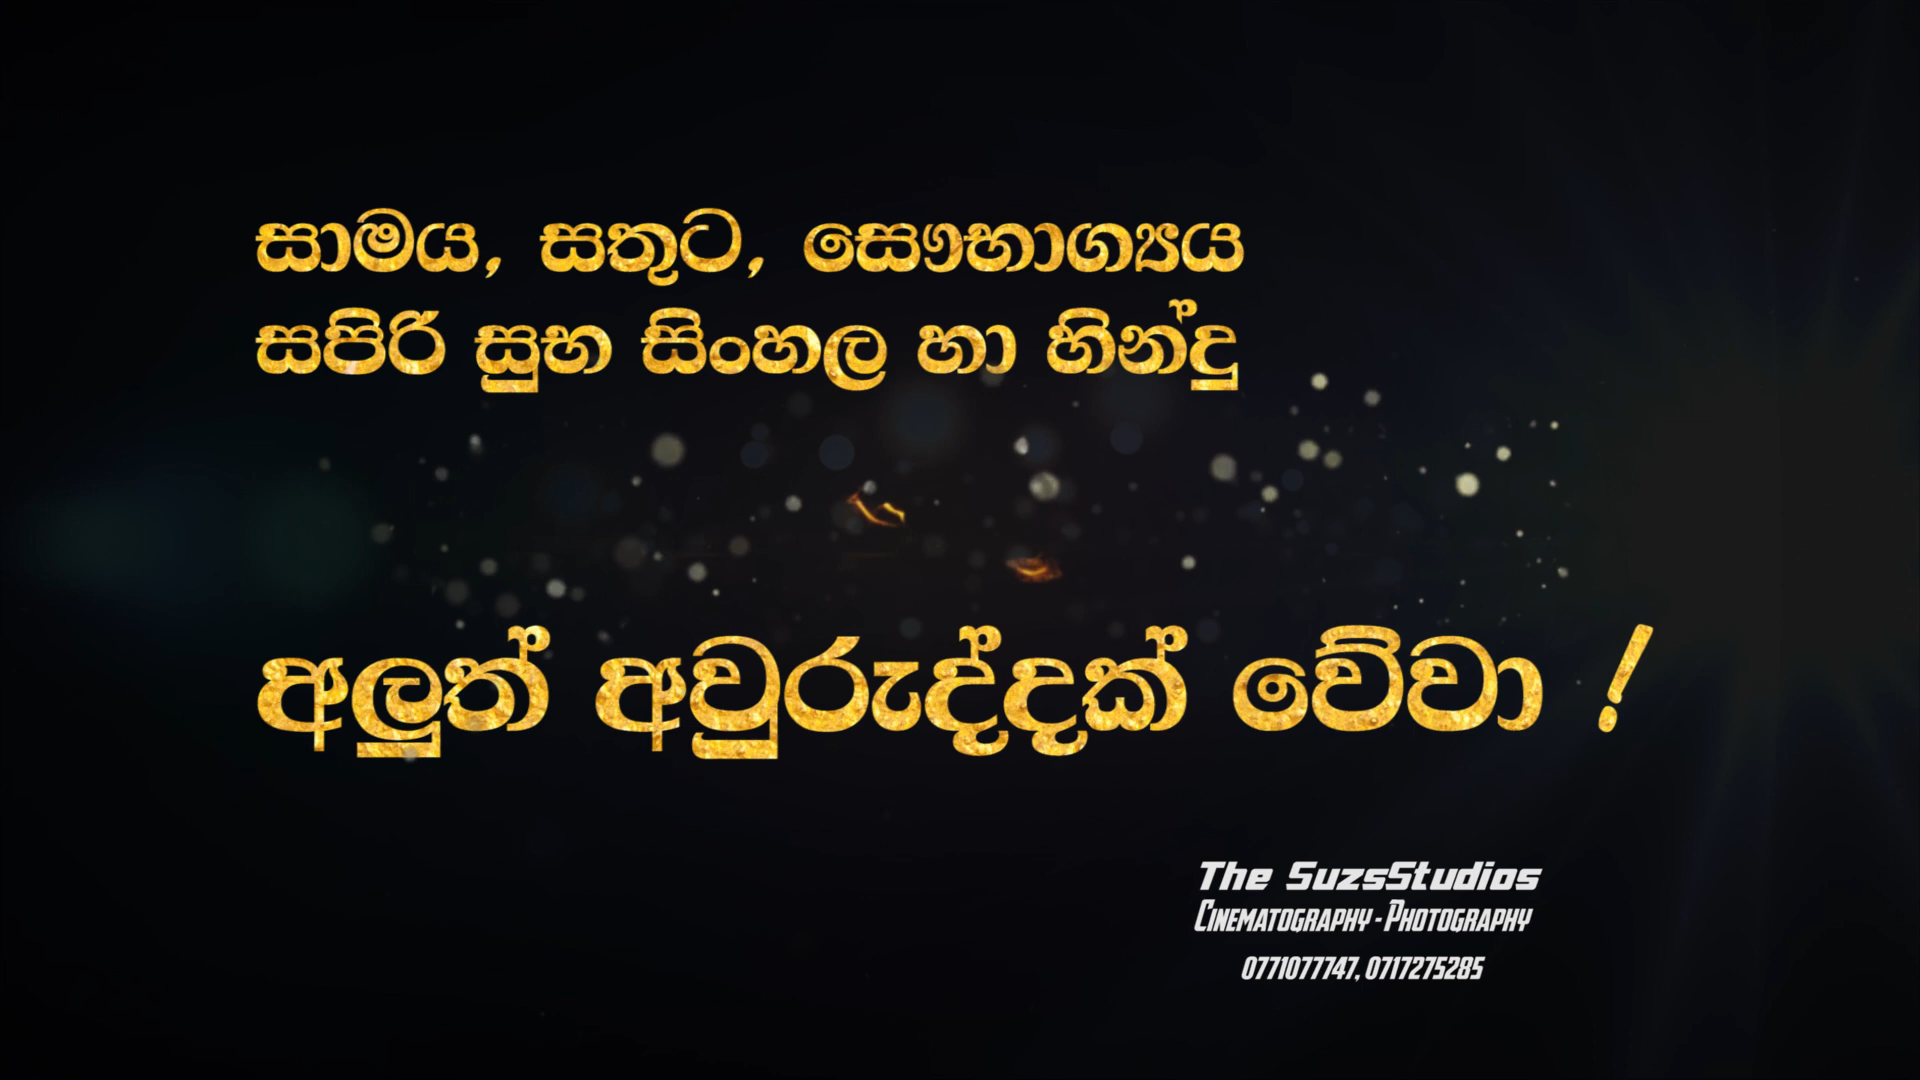 සාමය, සතුට, සෞභාග්‍යය
සපිරි සුභ සිංහල හා හින්දු
අලුත් අවුරුද්දක් වේවා !
The SuzsStudios
Cinematography - Photography
0771077747, 0717275285